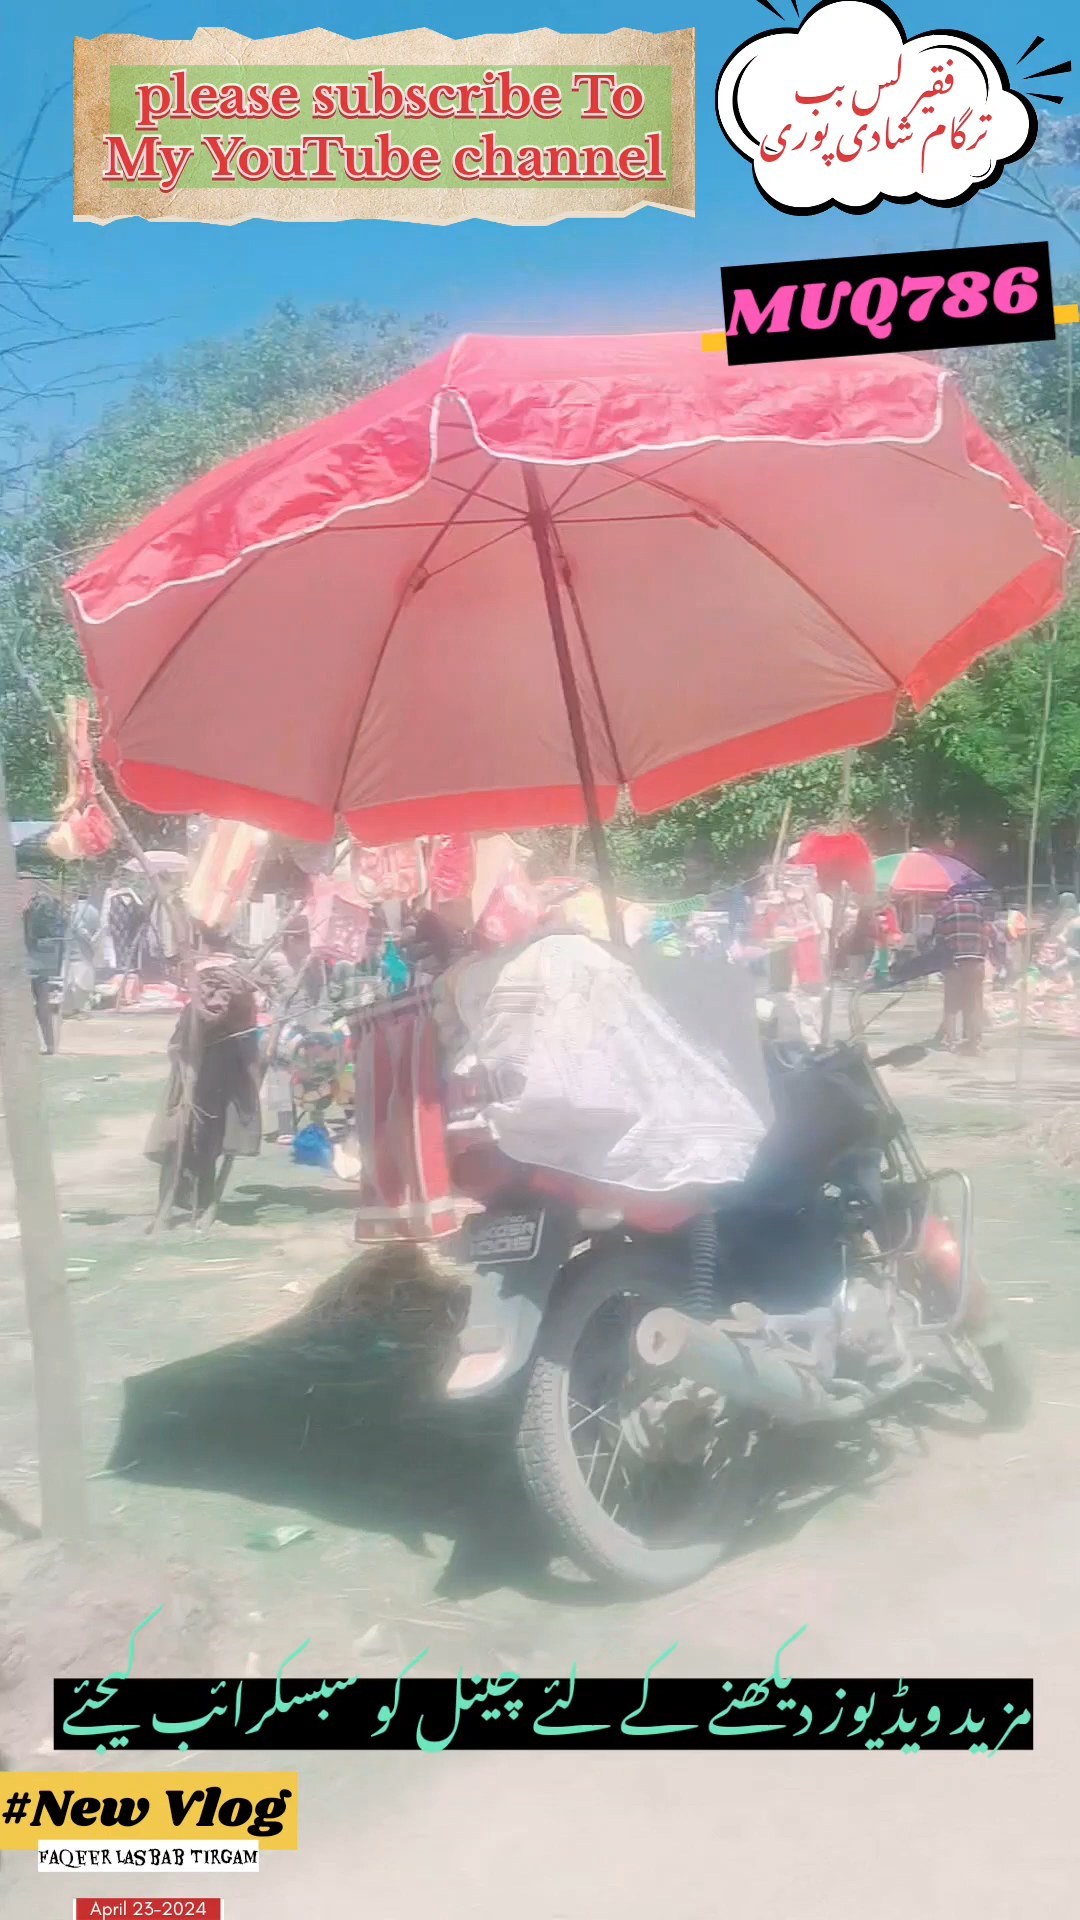 please subscribe To
My YouTube channel
فقیر لس بب
ترگام شادی پوری
MUQ786
مزید ویڈیوز دیکھنے کے لئے چینل کو سبسکرائب کیجئے
#New Vlog
FAQEER LAS BAB TIRGAM
April 23-2024